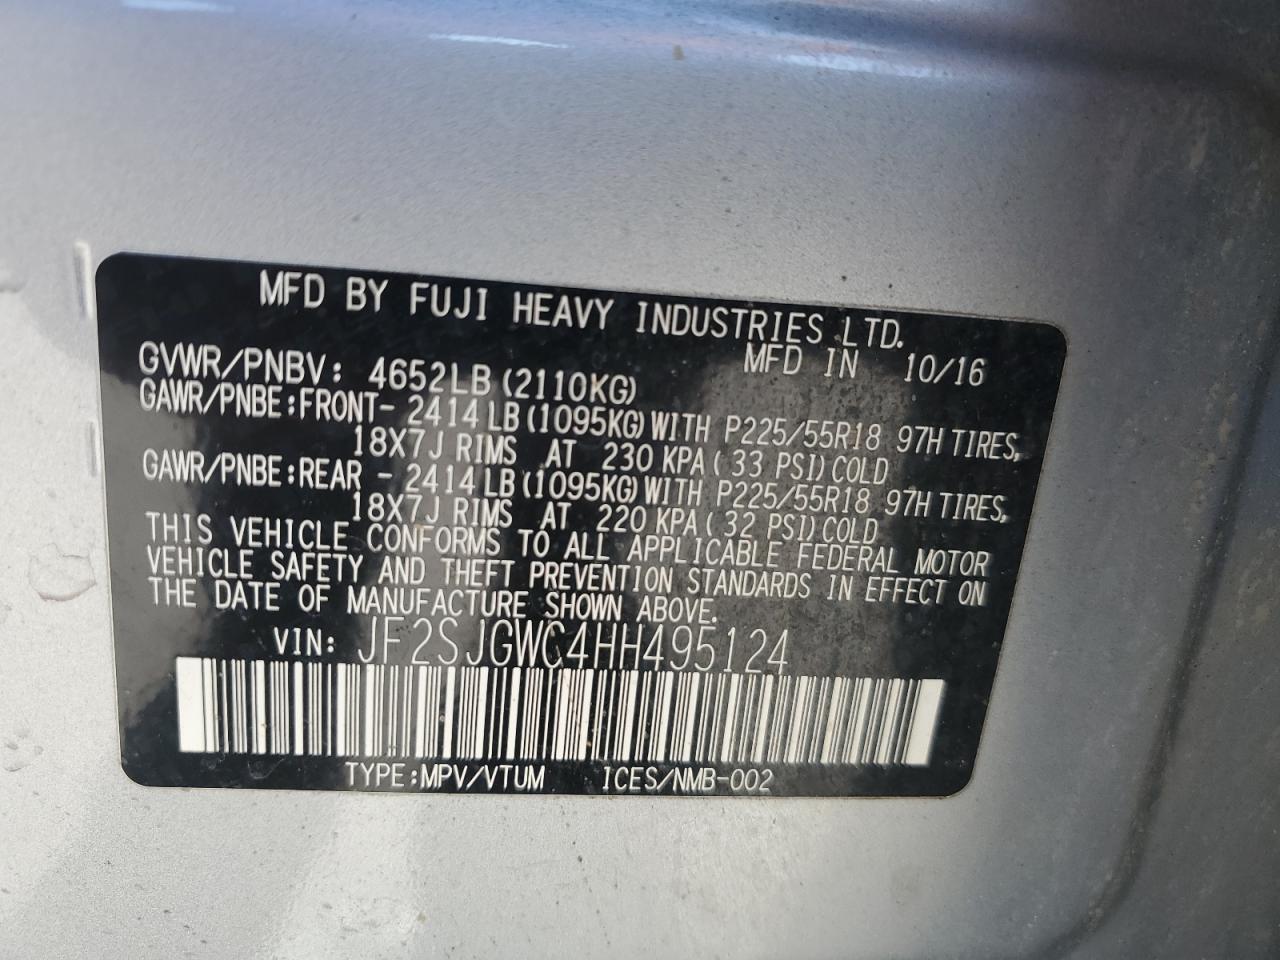 MFD BY FUJI HEAVY INDUSTRIES LTD.
MFD IN 10/16
GVWR/PNBV: 4652LB (2110KG)
GAWR/PNBE:FRONT- 2414 LB (1095KG) WITH P225/55R18 97H TIRES,
18X7J RIMS AT 230 KPA ( 33 PSI) COLD
GAWR/PNBE:REAR - 2414 LB (1095KG) WITH P225/55R18 97H TIRES,
18X7J RIMS AT 220 KPA ( 32 PSI) COLD
THIS VEHICLE CONFORMS TO ALL APPLICABLE FEDERAL MOTOR
VEHICLE SAFETY AND THEFT PREVENTION STANDARDS IN EFFECT ON
THE DATE OF MANUFACTURE SHOWN ABOVE.
VIN: JF2SJGWC4HH495124
TYPE:MPV/VTUM ICES/NMB-002